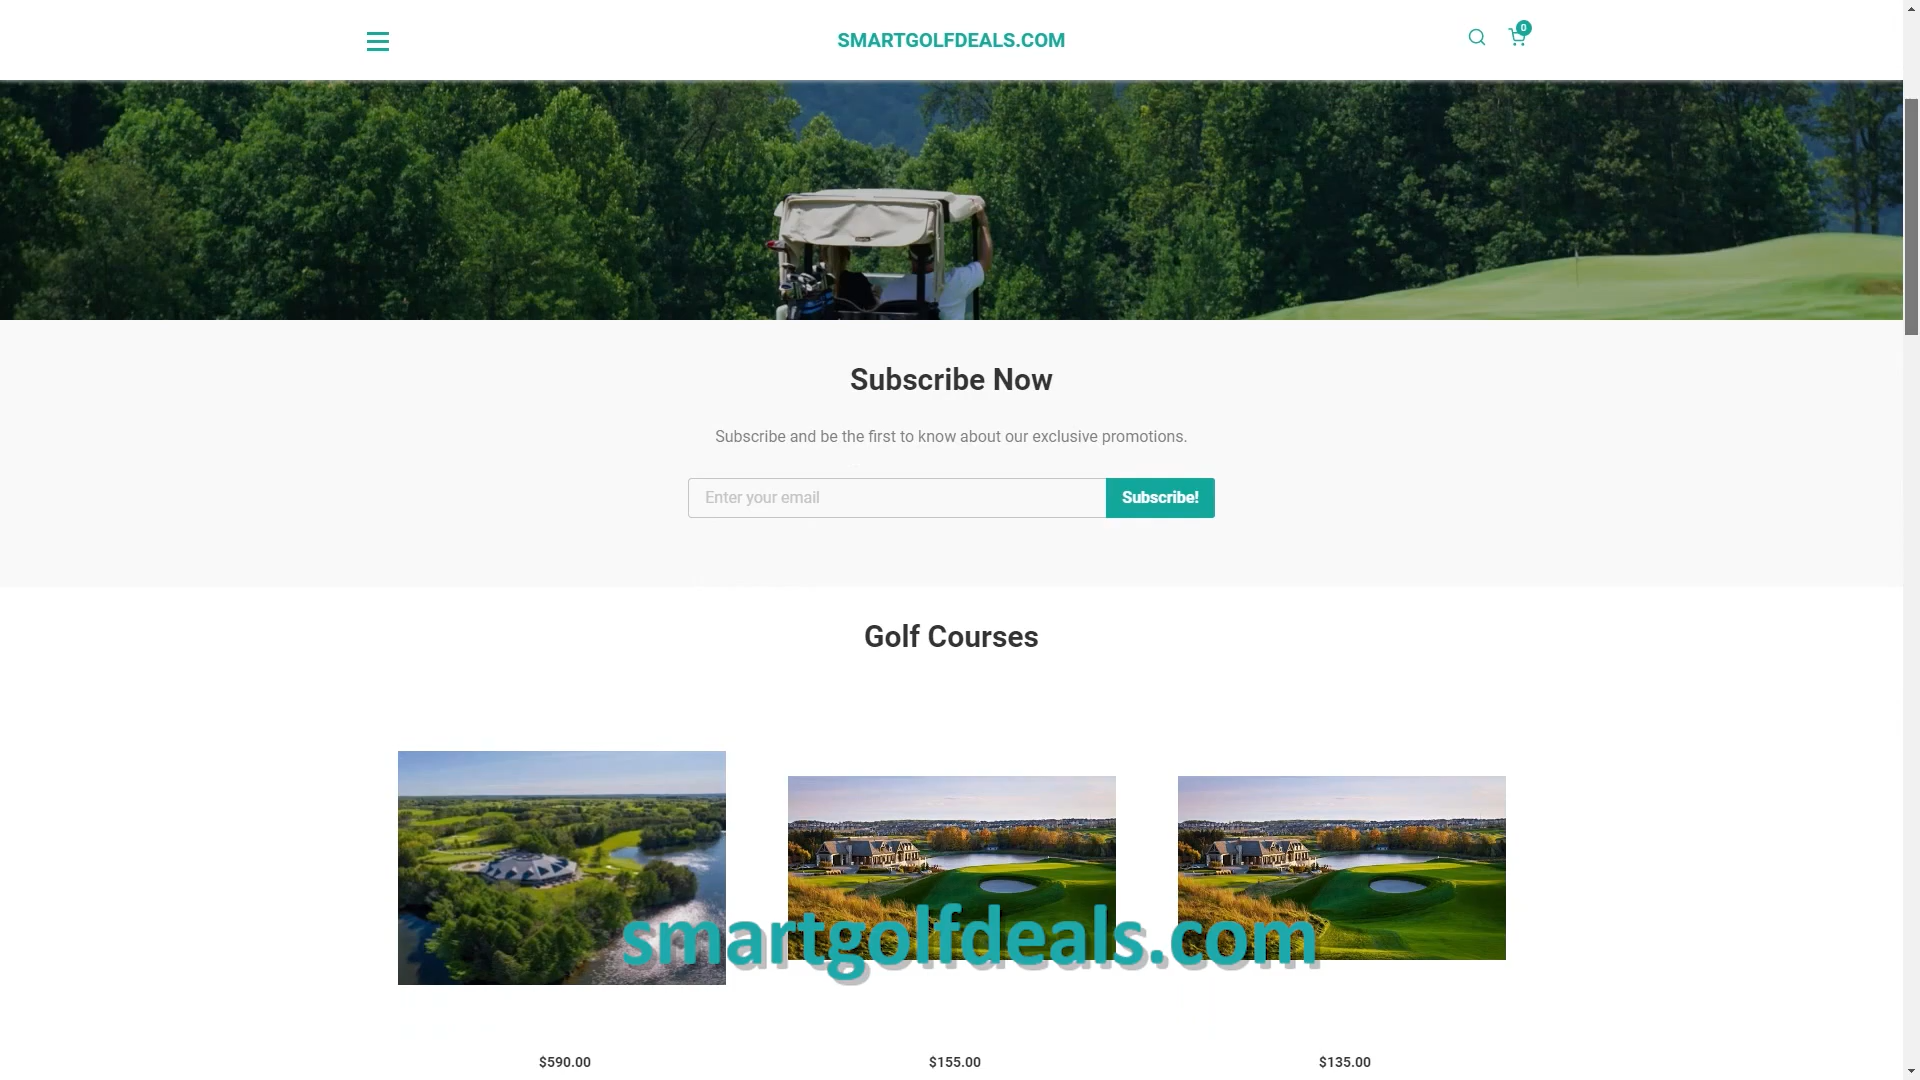 SMARTGOLFDEALS.COM
0
Subscribe Now
Subscribe and be the first to know about our exclusive promotions.
Enter your email
Subscribe!
Golf Courses
smartgolfdeals.com
$590.00
$155.00
$135.00